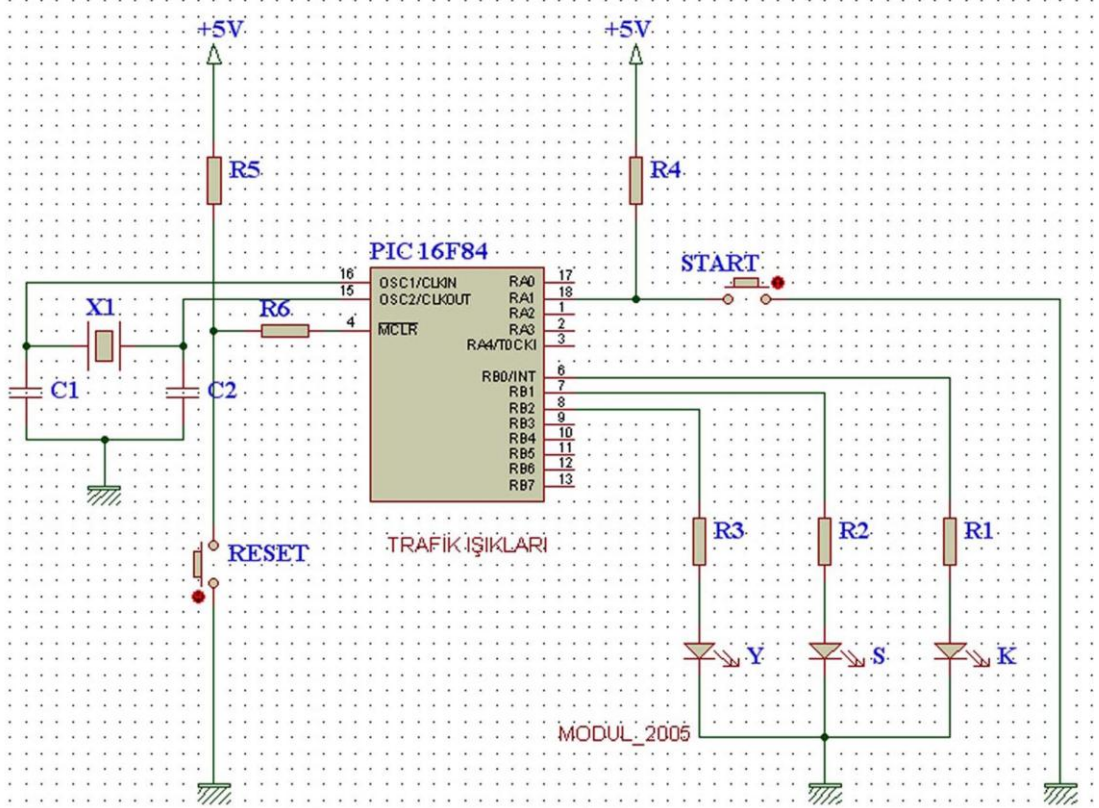 +5V
+5V
R5
R4
PIC 16F84
START
16
OSC1/CLKIN
15
OSC2/CLKOUT
4
MCLR
RA0
17
RA1
18
RA2
1
RA3
2
RA4/T0CKI
3
RB0/INT
6
RB1
7
RB2
8
RB3
9
RB4
10
RB5
11
RB6
12
RB7
13
X1
R6
C1
C2
RESET
TRAFİK IŞIKLARI
R3
R2
R1
Y
S
K
MODUL_2005